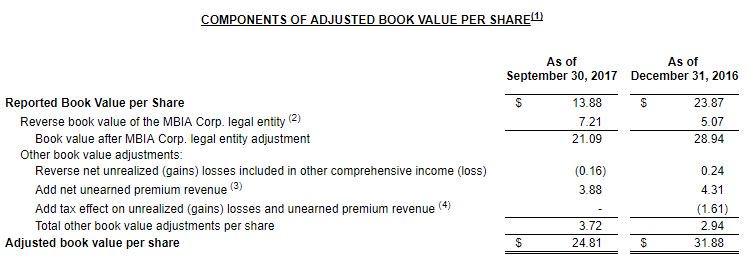 COMPONENTS OF ADJUSTED BOOK VALUE PER SHARE(1)
As of As of
September 30, 2017 December 31, 2016
Reported Book Value per Share $ 13.88 $ 23.87
Reverse book value of the MBIA Corp. legal entity (2) 7.21 5.07
Book value after MBIA Corp. legal entity adjustment 21.09 28.94
Other book value adjustments:
Reverse net unrealized (gains) losses included in other comprehensive income (loss) (0.16) 0.24
Add net unearned premium revenue (3) 3.88 4.31
Add tax effect on unrealized (gains) losses and unearned premium revenue (4) - (1.61)
Total other book value adjustments per share 3.72 2.94
Adjusted book value per share $ 24.81 $ 31.88